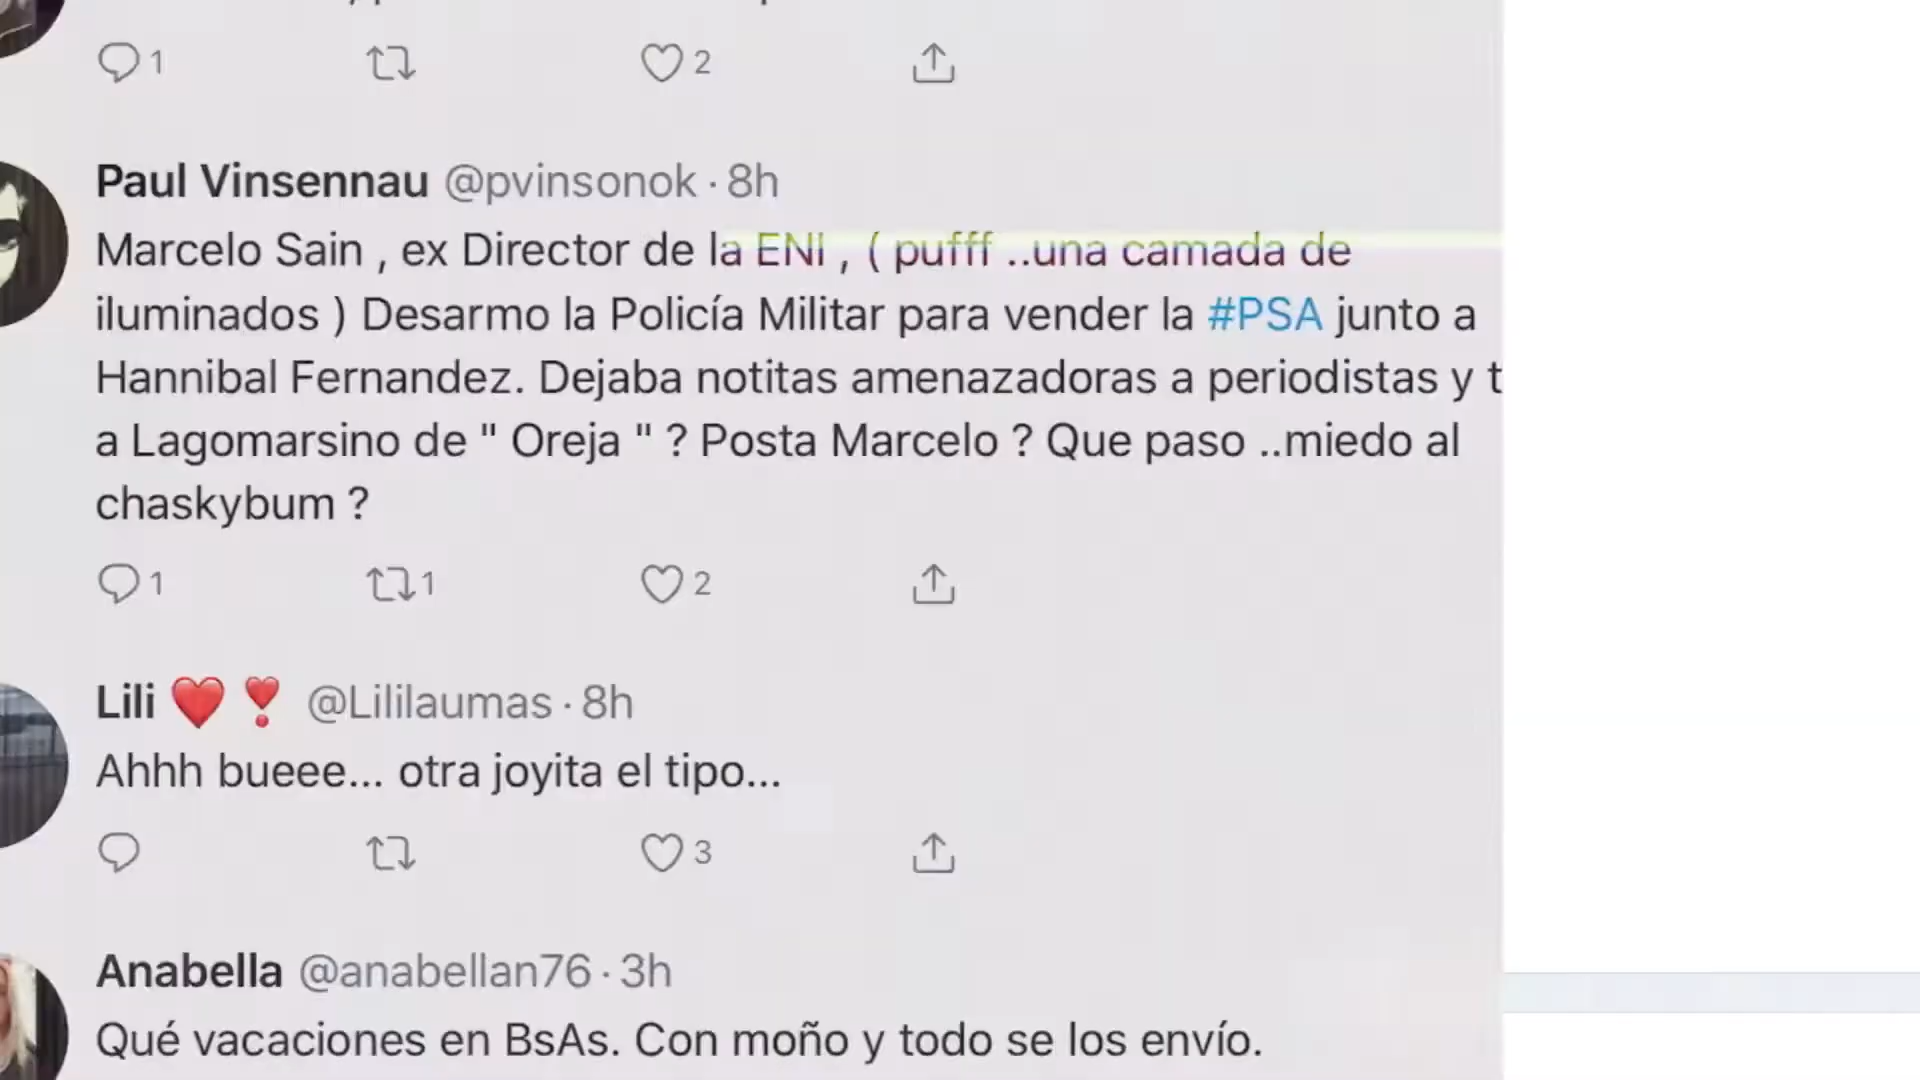 1 2
Paul Vinsennau @pvinsonok · 8h
Marcelo Sain , ex Director de la ENI , ( pufff ..una camada de
iluminados ) Desarmo la Policía Militar para vender la #PSA junto a
Hannibal Fernandez. Dejaba notitas amenazadoras a periodistas y t
a Lagomarsino de " Oreja " ? Posta Marcelo ? Que paso ..miedo al
chaskybum ?
1 1 2
Lili ❤️ ❣️ @Lililaumas · 8h
Ahhh bueee... otra joyita el tipo...
3
Anabella @anabellan76 · 3h
Qué vacaciones en BsAs. Con moño y todo se los envío.